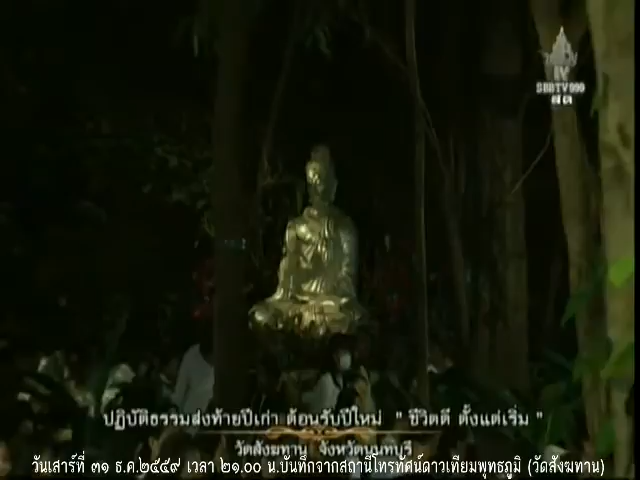 SBBTV999
สด
ปฏิบัติธรรมส่งท้ายปีเก่า ต้อนรับปีใหม่ " ชีวิตดี ตั้งแต่เริ่ม "
วัดสังฆทาน จังหวัดนนทบุรี
วันเสาร์ที่ ๓๑ ธ.ค.๒๕๕๙ เวลา ๒๑.๐๐ น.บันทึกจากสถานีโทรทัศน์ดาวเทียมพุทธภูมิ (วัดสังฆทาน)